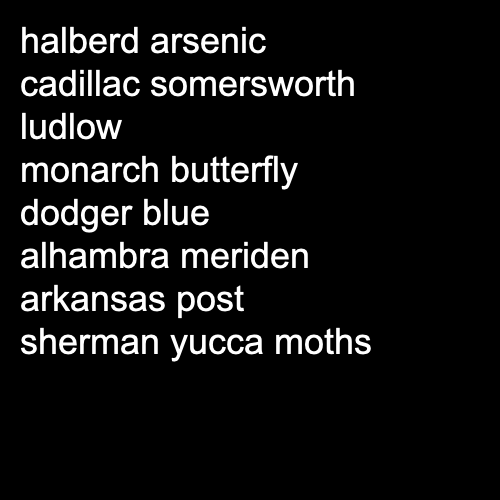 halberd arsenic
cadillac somersworth
ludlow
monarch butterfly
dodger blue
alhambra meriden
arkansas post
sherman yucca moths